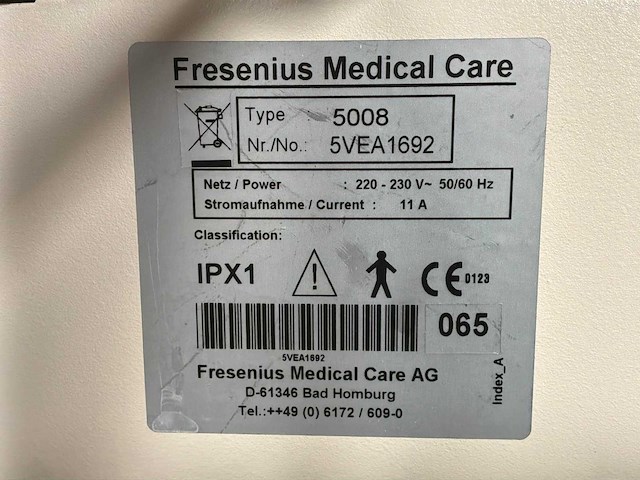 Fresenius Medical Care
Type : 5008
Nr./No.: 5VEA1692
Netz / Power : 220 - 230 V~ 50/60 Hz
Stromaufnahme / Current : 11 A
Classification:
IPX1
CE 0123
065
5VEA1692
Fresenius Medical Care AG
D-61346 Bad Homburg
Tel.:++49 (0) 6172 / 609-0
Index_A